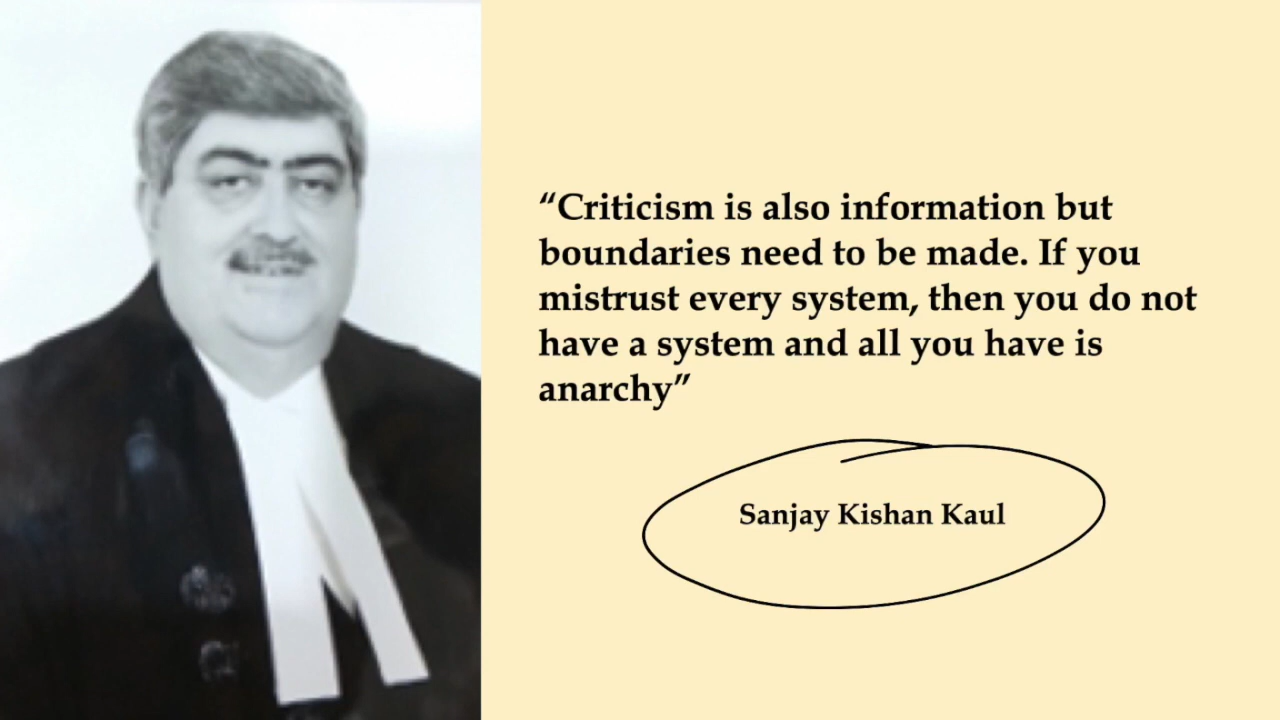 “Criticism is also information but
boundaries need to be made. If you
mistrust every system, then you do not
have a system and all you have is
anarchy”
Sanjay Kishan Kaul